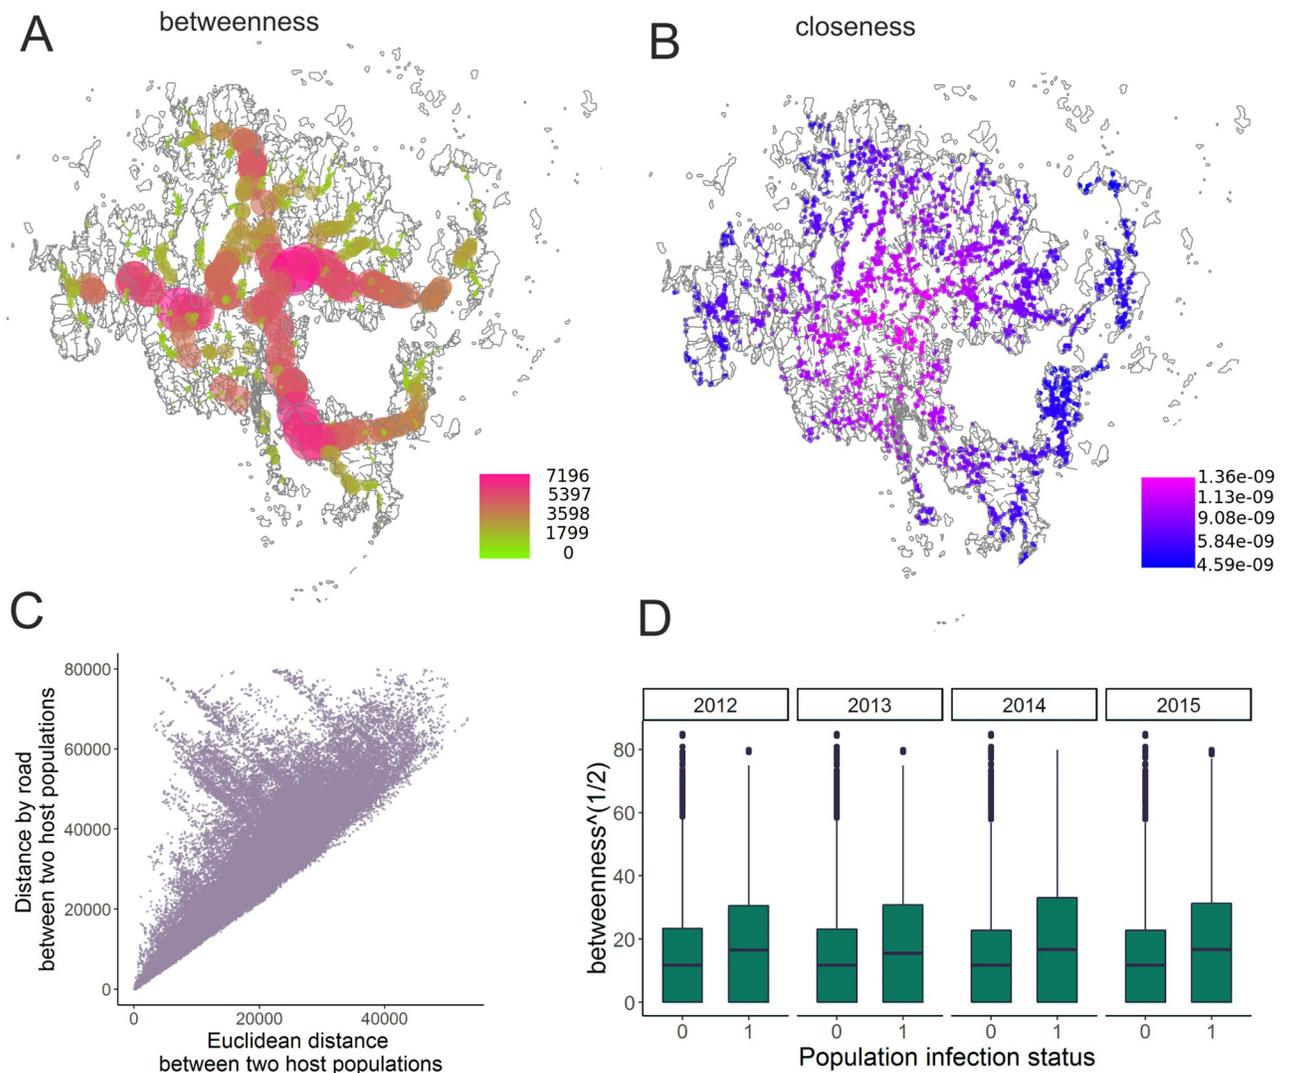 A
betweenness
7196
5397
3598
1799
0
B
closeness
1.36e-09
1.13e-09
9.08e-09
5.84e-09
4.59e-09
C
80000
60000
40000
20000
0
0 20000 40000
Distance by road
between two host populations
Euclidean distance
between two host populations
D
2012 2013 2014 2015
80
60
40
20
0
betweenness^(1/2)
0 1 0 1 0 1 0 1
Population infection status